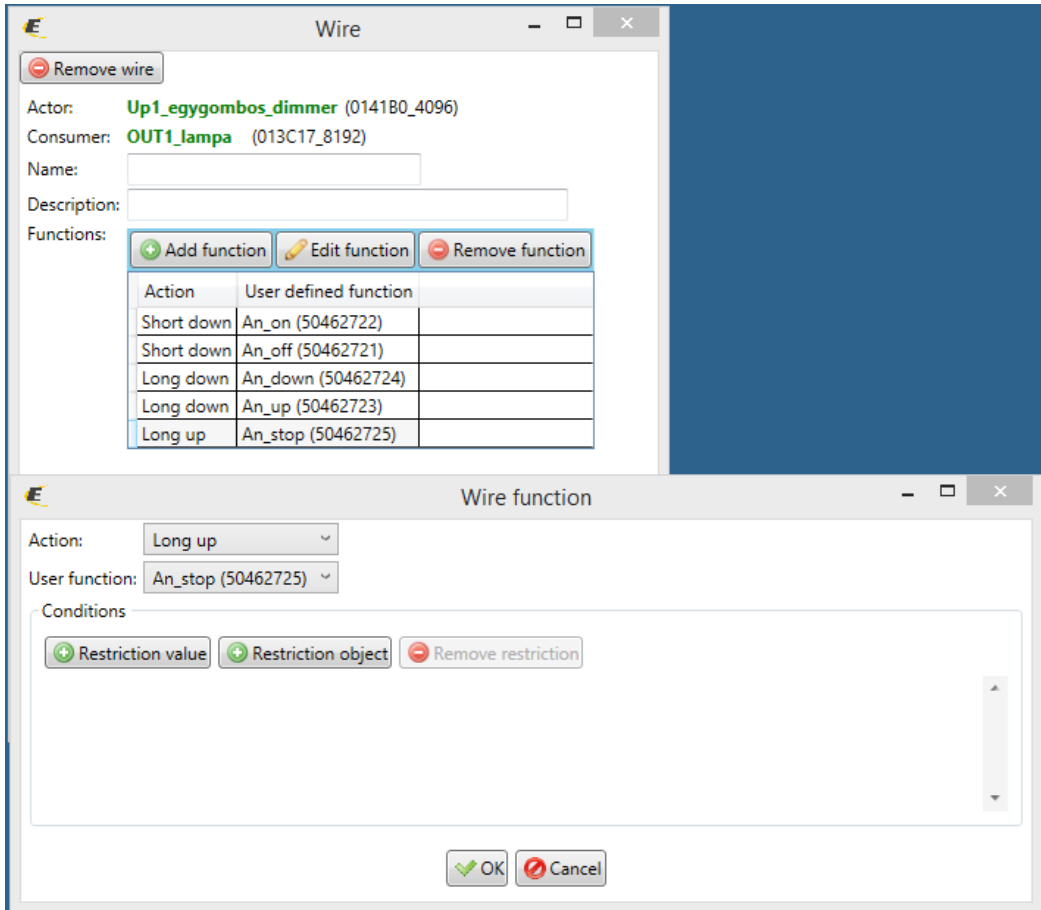 Wire
Remove wire
Actor: Up1_egygombos_dimmer (0141B0_4096)
Consumer: OUT1_lampa (013C17_8192)
Name:
Description:
Functions: Add function Edit function Remove function
Action User defined function
Short down An_on (50462722)
Short down An_off (50462721)
Long down An_down (50462724)
Long down An_up (50462723)
Long up An_stop (50462725)
Wire function
Action: Long up
User function: An_stop (50462725)
Conditions
Restriction value Restriction object Remove restriction
OK Cancel